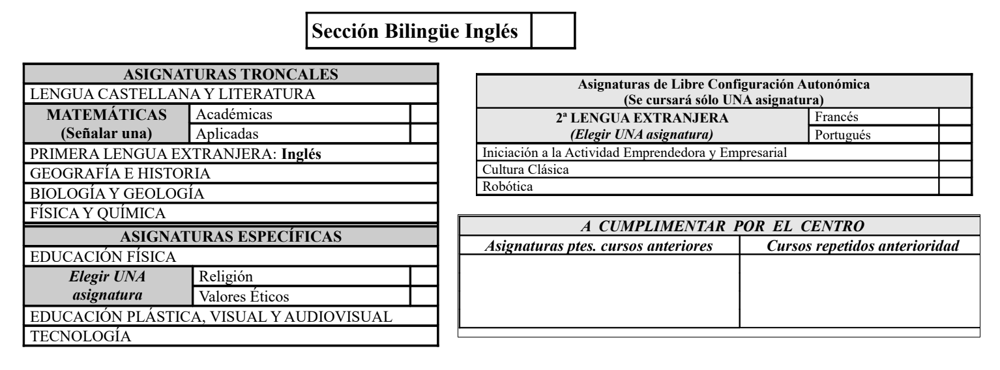 Sección Bilingüe Inglés
ASIGNATURAS TRONCALES
LENGUA CASTELLANA Y LITERATURA
MATEMÁTICAS
(Señalar una)
Académicas
Aplicadas
PRIMERA LENGUA EXTRANJERA: Inglés
GEOGRAFÍA E HISTORIA
BIOLOGÍA Y GEOLOGÍA
FÍSICA Y QUÍMICA
ASIGNATURAS ESPECÍFICAS
EDUCACIÓN FÍSICA
Elegir UNA
asignatura
Religión
Valores Éticos
EDUCACIÓN PLÁSTICA, VISUAL Y AUDIOVISUAL
TECNOLOGÍA
Asignaturas de Libre Configuración Autonómica
(Se cursará sólo UNA asignatura)
2ª LENGUA EXTRANJERA
(Elegir UNA asignatura)
Francés
Portugués
Iniciación a la Actividad Emprendedora y Empresarial
Cultura Clásica
Robótica
A CUMPLIMENTAR POR EL CENTRO
Asignaturas ptes. cursos anteriores
Cursos repetidos anterioridad